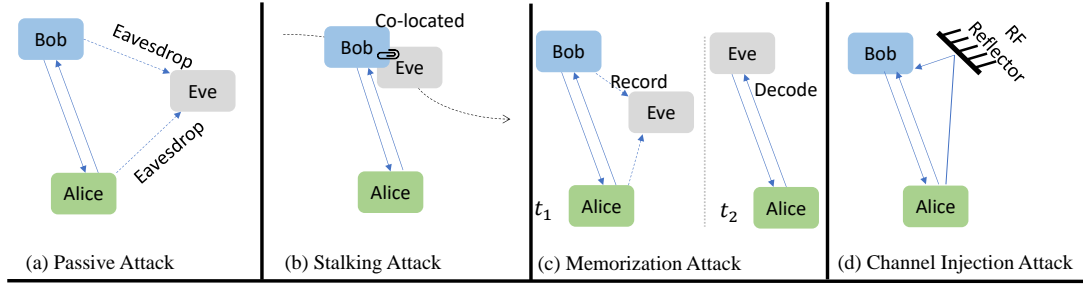 Bob
Eavesdrop
Eve
Eavesdrop
Alice
(a) Passive Attack
Co-located
Bob
Eve
Alice
(b) Stalking Attack
Bob
Record
Eve
Alice
t₁
Eve
Decode
Alice
t₂
(c) Memorization Attack
RF
Reflector
Bob
Alice
(d) Channel Injection Attack